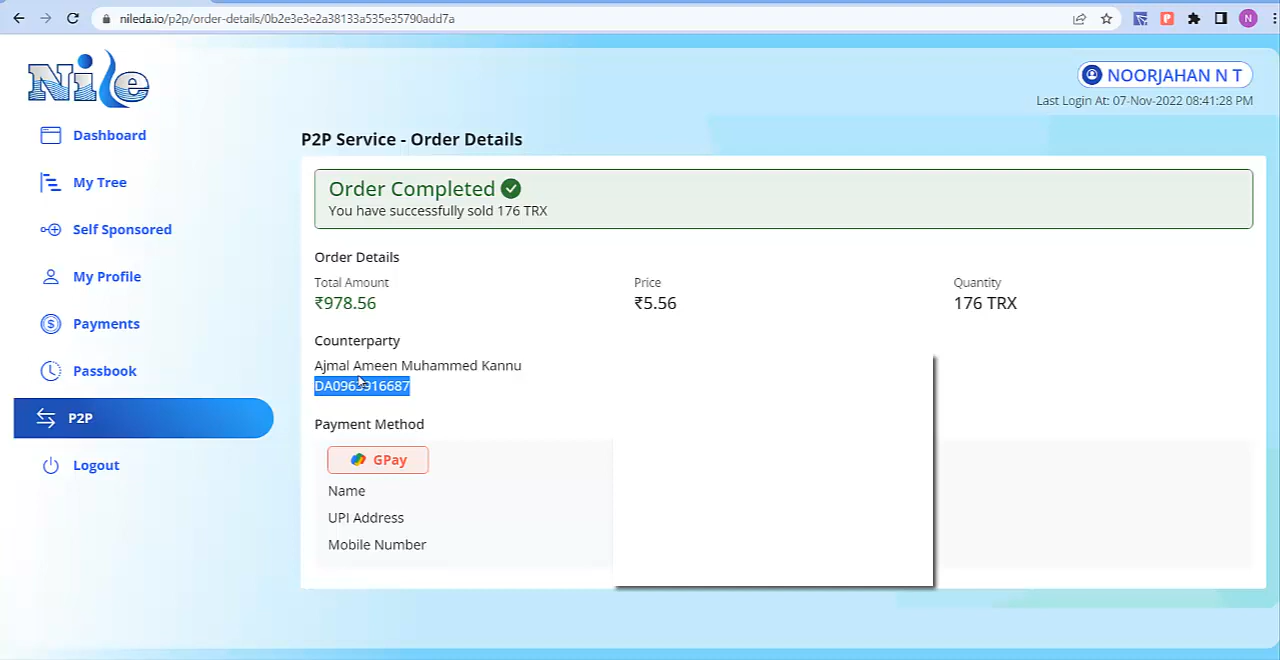 nileda.io/p2p/order-details/0b2e3e3e2a38133a535e35790add7a
N
Nile
NOORJAHAN N T
Last Login At: 07-Nov-2022 08:41:28 PM
Dashboard
My Tree
Self Sponsored
My Profile
Payments
Passbook
P2P
Logout
P2P Service - Order Details
Order Completed
You have successfully sold 176 TRX
Order Details
Total Amount
Price
Quantity
₹978.56
₹5.56
176 TRX
Counterparty
Ajmal Ameen Muhammed Kannu
Payment Method
GPay
Name
UPI Address
Mobile Number